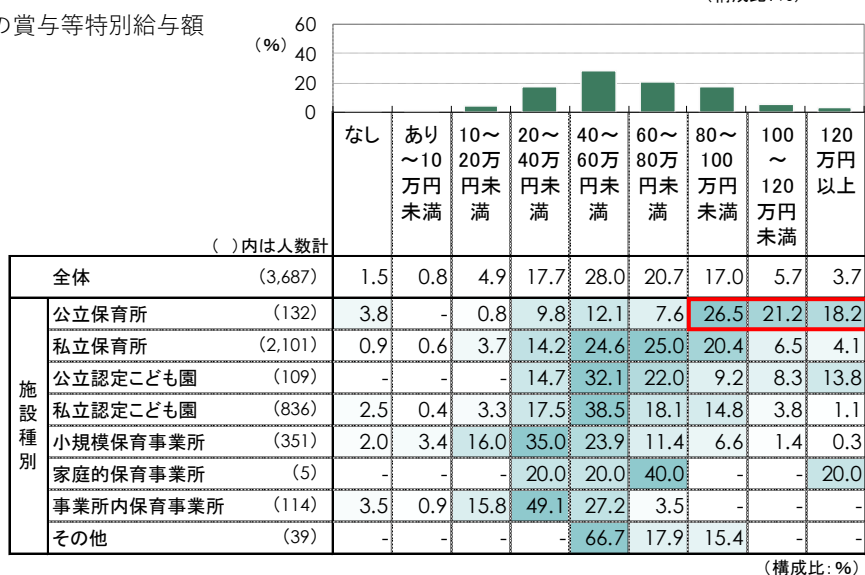 の賞与等特別給与額
(%)
60
40
20
0
なし あり～10万円未満 10～20万円未満 20～40万円未満 40～60万円未満 60～80万円未満 80～100万円未満 100～120万円未満 120万円以上
( )内は人数計
全体 (3,687) 1.5 0.8 4.9 17.7 28.0 20.7 17.0 5.7 3.7
施設種別
公立保育所 (132) 3.8 - 0.8 9.8 12.1 7.6 26.5 21.2 18.2
私立保育所 (2,101) 0.9 0.6 3.7 14.2 24.6 25.0 20.4 6.5 4.1
公立認定こども園 (109) - - - 14.7 32.1 22.0 9.2 8.3 13.8
私立認定こども園 (836) 2.5 0.4 3.3 17.5 38.5 18.1 14.8 3.8 1.1
小規模保育事業所 (351) 2.0 3.4 16.0 35.0 23.9 11.4 6.6 1.4 0.3
家庭的保育事業所 (5) - - - 20.0 20.0 40.0 - - 20.0
事業所内保育事業所 (114) 3.5 0.9 15.8 49.1 27.2 3.5 - - -
その他 (39) - - - - 66.7 17.9 15.4 - -
(構成比:%)